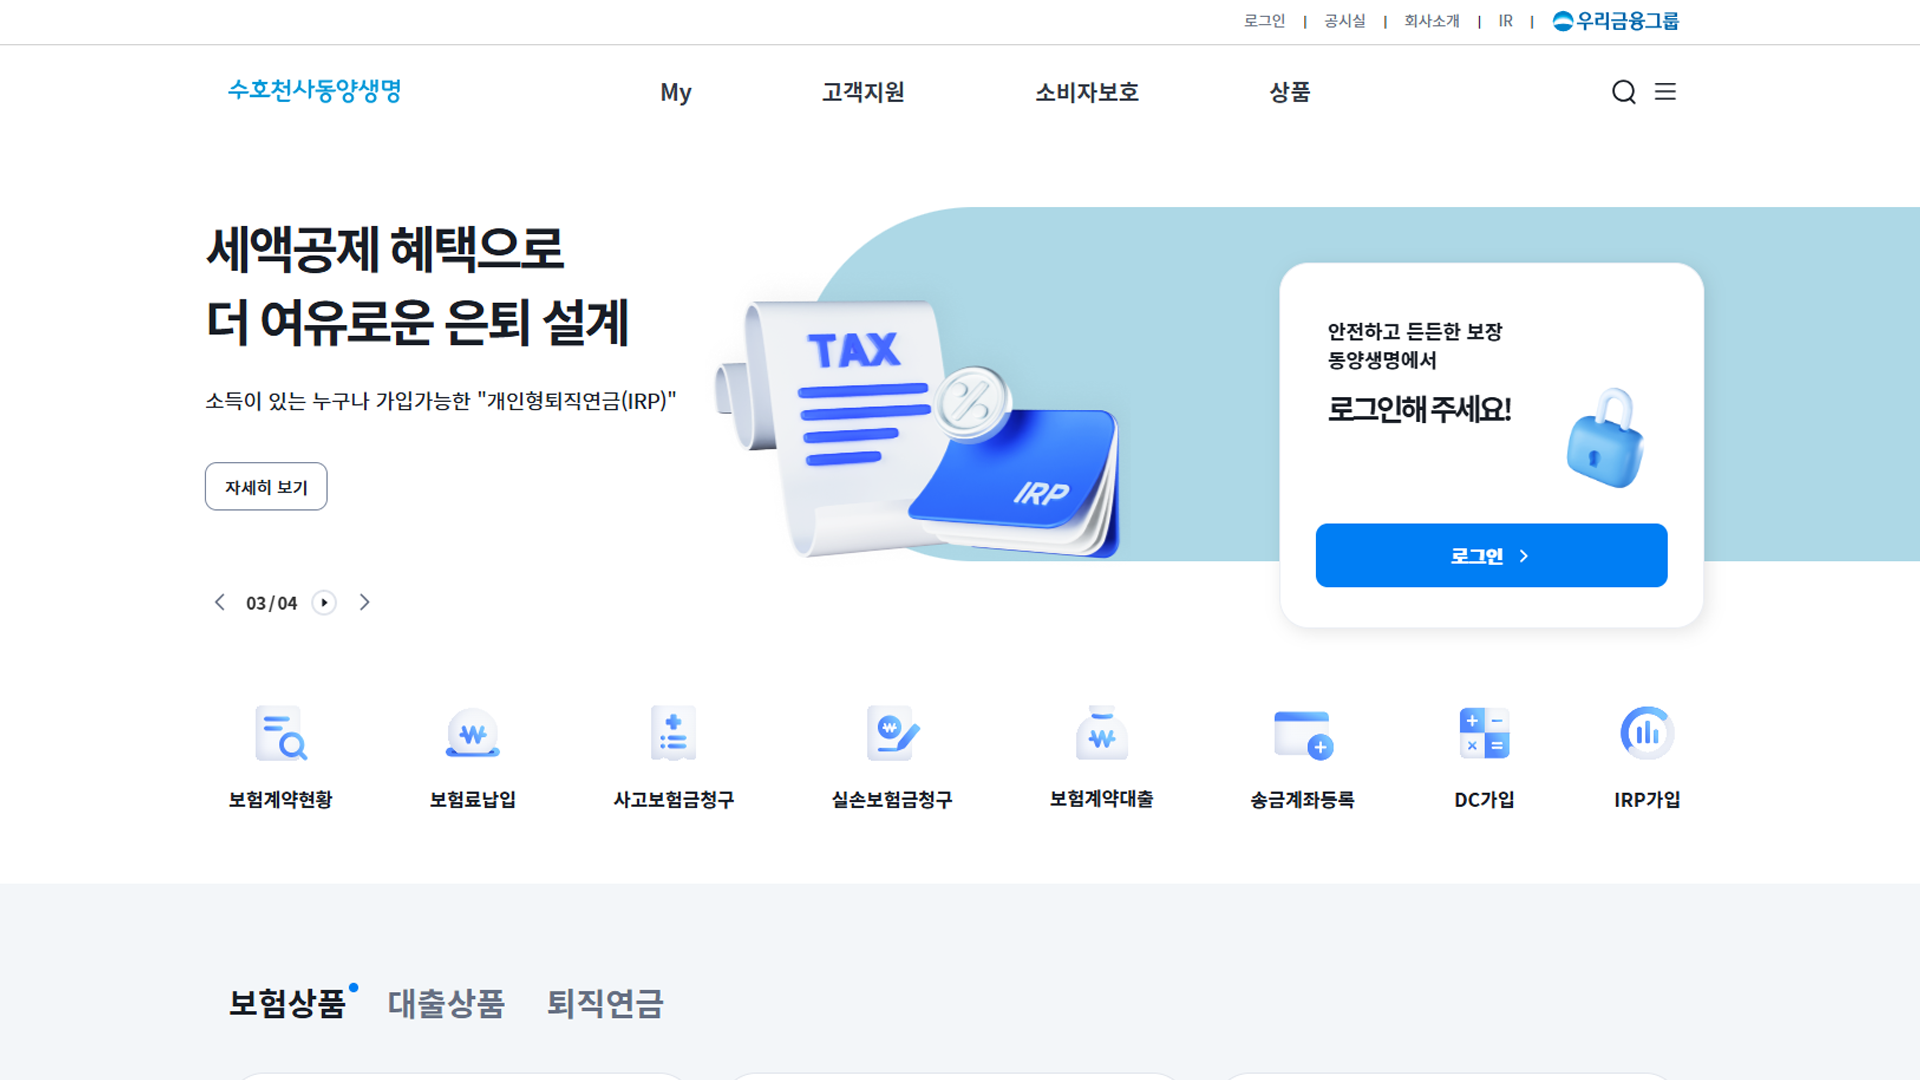 로그인 | 공시실 | 회사소개 | IR | 우리금융그룹
수호천사동양생명 My 고객지원 소비자보호 상품
세액공제 혜택으로
더 여유로운 은퇴 설계
소득이 있는 누구나 가입가능한 "개인형퇴직연금(IRP)"
자세히 보기
03/04
TAX
IRP
안전하고 든든한 보장
동양생명에서
로그인해 주세요!
로그인
보험계약현황 보험료납입 사고보험금청구 실손보험금청구 보험계약대출 송금계좌등록 DC가입 IRP가입
보험상품 대출상품 퇴직연금